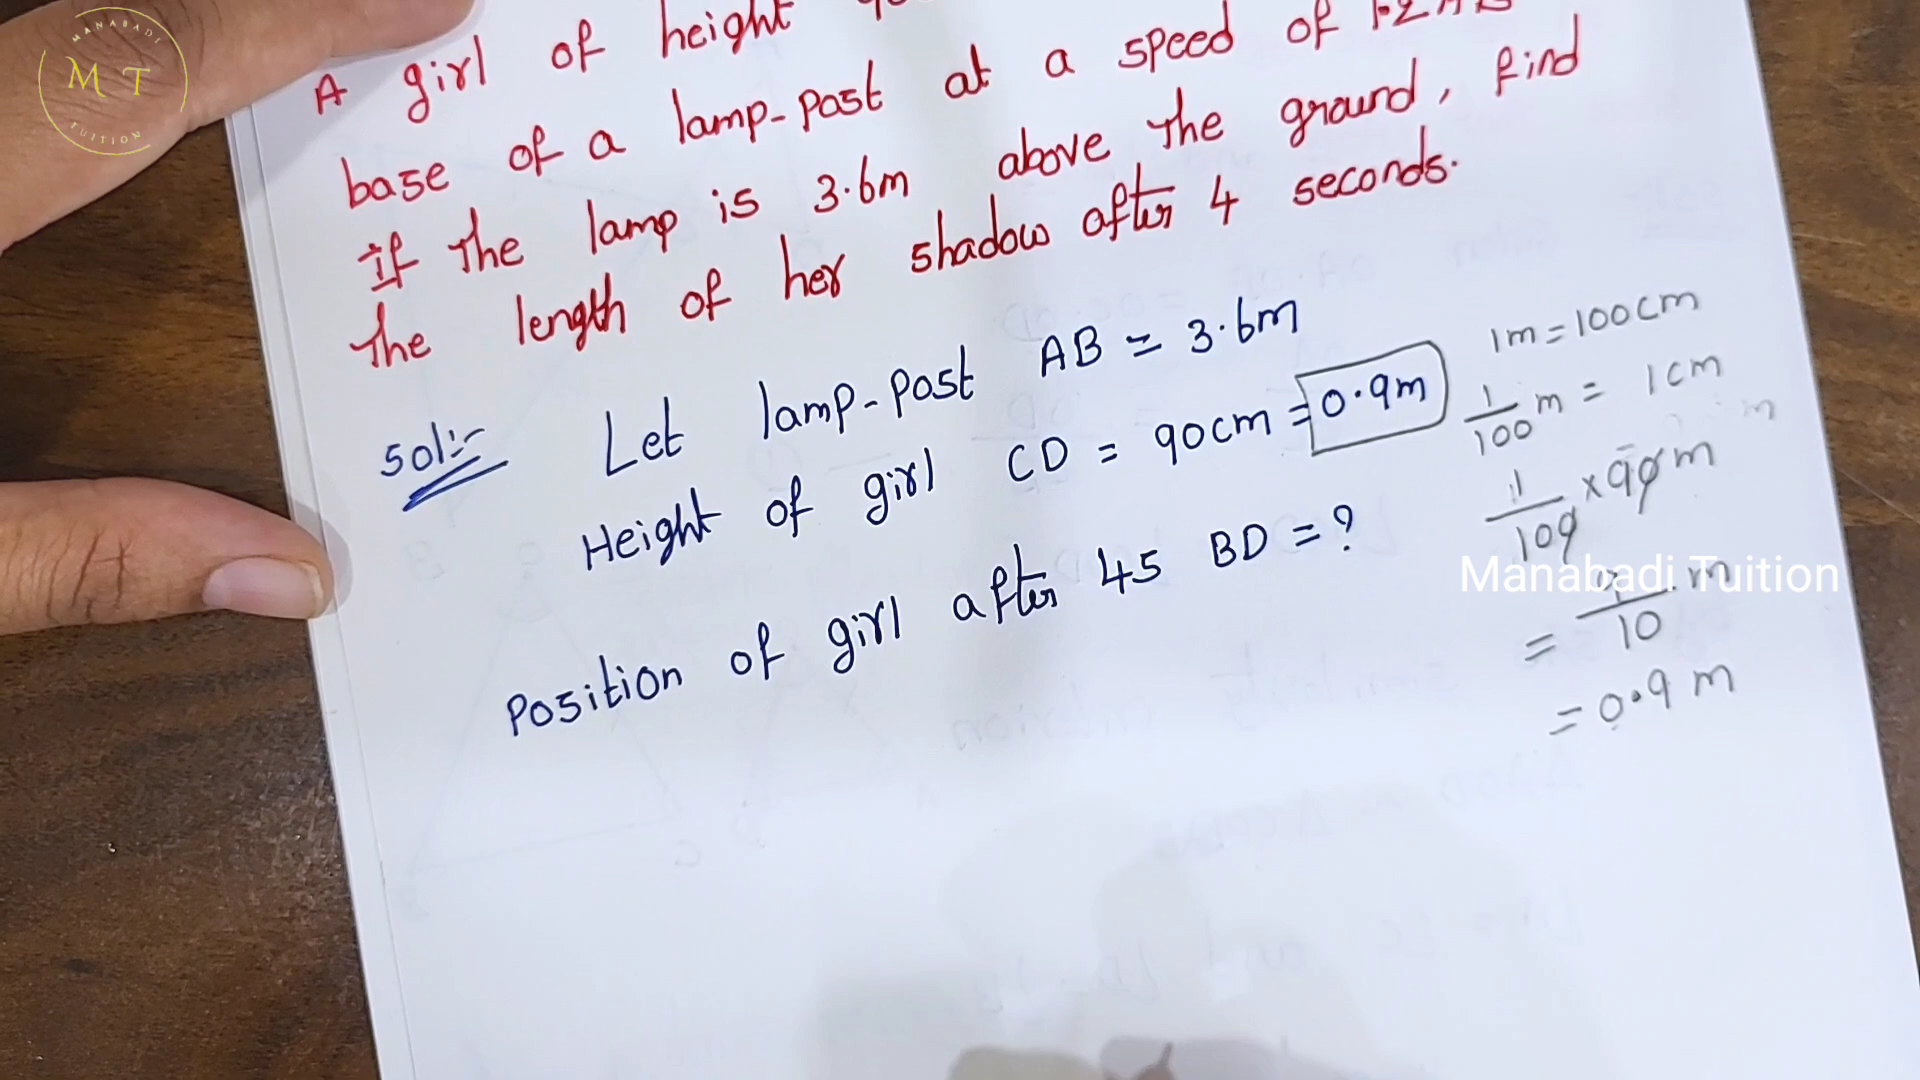 MANABADI
M T
TUITION
A girl of height
base of a lamp-post at a speed of
If the lamp is 3.6m above the ground, find
the length of her shadow after 4 seconds.
Sol:- Let lamp-post AB = 3.6m
Height of girl CD = 90cm = 0.9m
Position of girl after 4s BD = ?
1m = 100cm
1/100 m = 1cm
1/100 × 90m
= 9/10 m
= 0.9 m
Manabadi Tuition